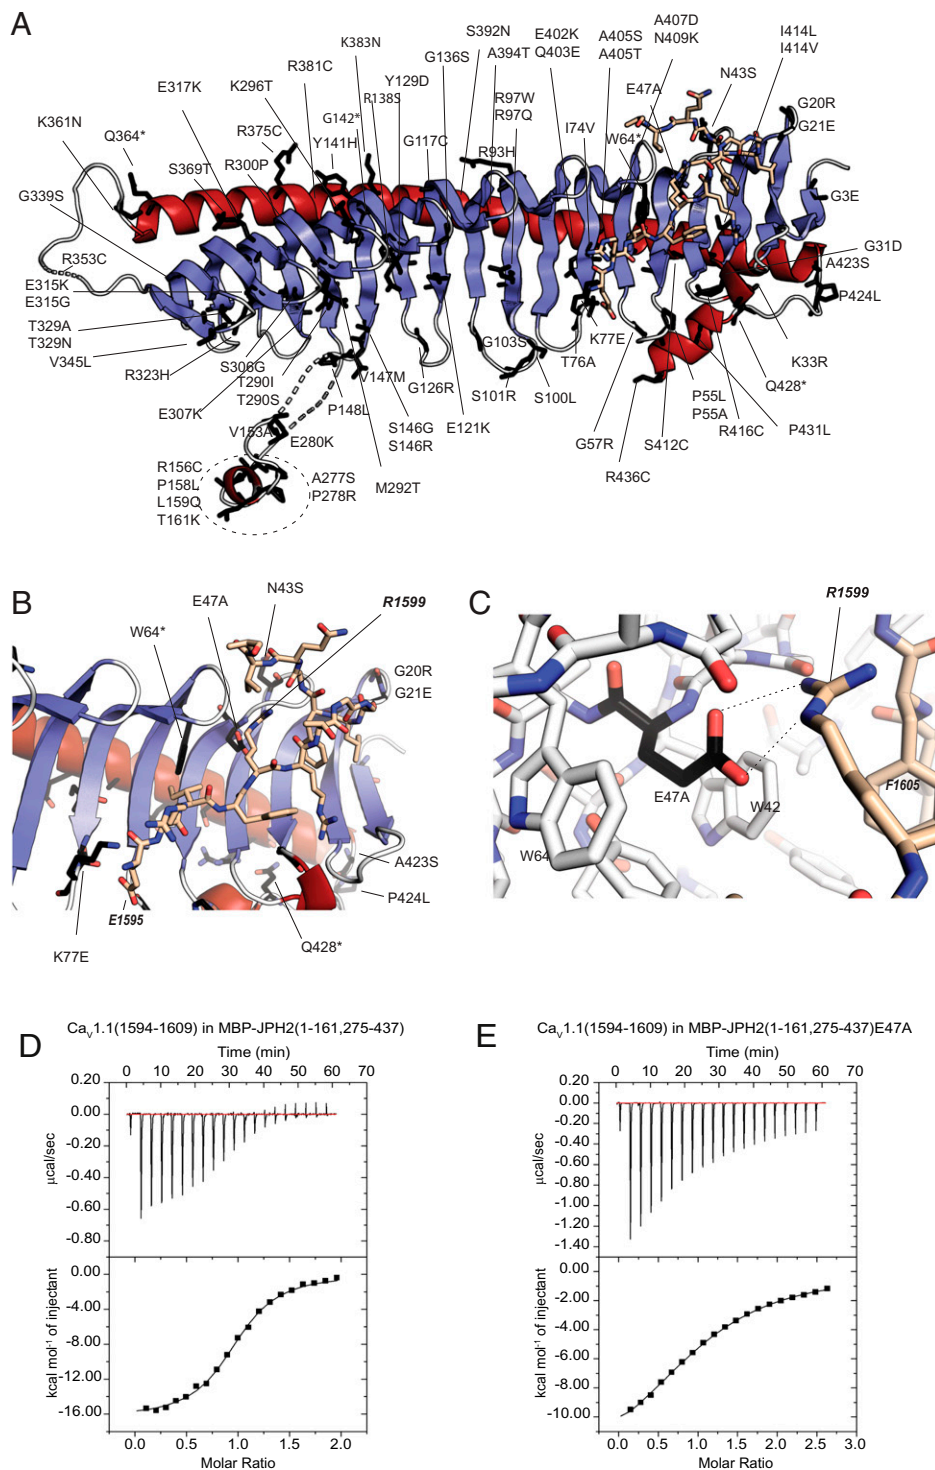 A
S392N
E402K
Q403E
A405S
A405T
A407D
N409K
I414L
I414V
K383N
G136S
A394T
E317K
K296T
R381C
R138S
Y129D
R97W
R97Q
E47A
N43S
G20R
G21E
K361N
Q364*
R375C
G142*
Y141H
G117C
R93H
I74V
W64*
S369T
R300P
G339S
G3E
R353C
G31D
A423S
E315K
E315G
P424L
T329A
T329N
V345L
R323H
S306G
T290I
T290S
V147M
G126R
G103S
T76A
K77E
K33R
E307K
P148L
S101R
S100L
P55L
P55A
Q428*
V153A
E280K
S146G
S146R
E121K
G57R
S412C
R416C
P431L
R156C
P158L
L159Q
T161K
A277S
P278R
M292T
R436C
B
N43S
E47A
R1599
W64*
G20R
G21E
A423S
P424L
E1595
Q428*
K77E
C
R1599
E47A
W42
F1605
W64
D
CaV1.1(1594-1609) in MBP-JPH2(1-161,275-437)
Time (min)
0 10 20 30 40 50 60 70
0.20
0.00
-0.20
-0.40
-0.60
-0.80
µcal/sec
0.00
-4.00
-8.00
-12.00
-16.00
kcal mol-1 of injectant
0.0 0.5 1.0 1.5 2.0
Molar Ratio
E
CaV1.1(1594-1609) in MBP-JPH2(1-161,275-437)E47A
Time (min)
0 10 20 30 40 50 60 70
0.20
0.00
-0.20
-0.40
-0.60
-0.80
-1.00
-1.20
-1.40
µcal/sec
0.00
-2.00
-4.00
-6.00
-8.00
-10.00
kcal mol-1 of injectant
0.0 0.5 1.0 1.5 2.0 2.5 3.0
Molar Ratio